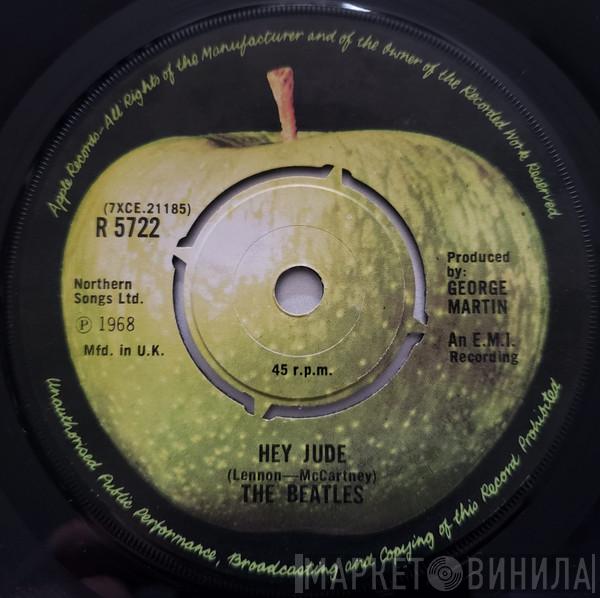 Apple Records-All Rights of the Manufacturer and of the Owner of the Recorded Work Reserved
(7XCE.21185)
R 5722
Northern
Songs Ltd.
Ⓟ 1968
Mfd. in U.K.
Produced
by:
GEORGE
MARTIN
An E.M.I.
Recording
45 r.p.m.
HEY JUDE
(Lennon—McCartney)
THE BEATLES
Unauthorised Public Performance, Broadcasting and Copying of this Record Prohibited
МАРКЕТ ВИНИЛА